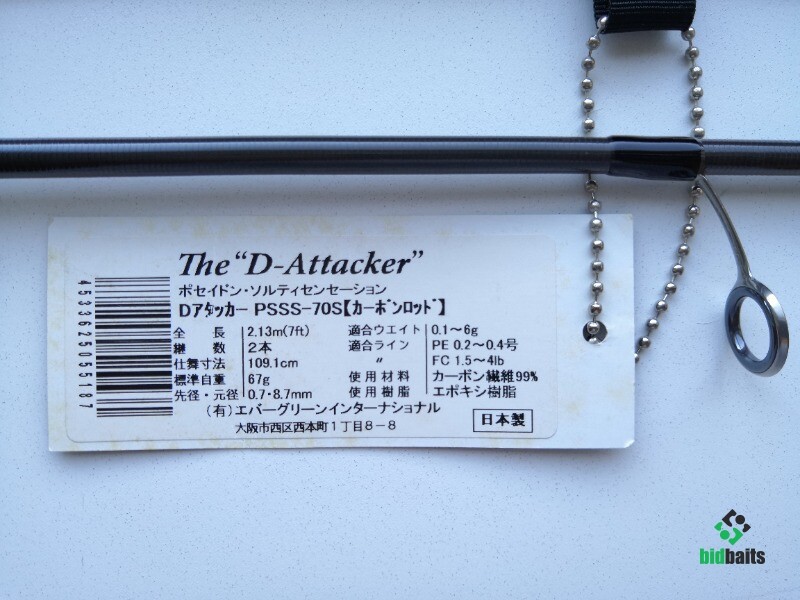 The "D-Attacker"
ポセイドン・ソルティセンセーション
Dアタッカー PSSS-70S【カーボンロッド】
全長 2.13m(7ft) 適合ウエイト 0.1〜6g
継数 2本 適合ライン PE 0.2〜0.4号
仕舞寸法 109.1cm 〃 FC 1.5〜4lb
標準自重 67g 使用材料 カーボン繊維99%
先径・元径 0.7・8.7mm 使用樹脂 エポキシ樹脂
(有)エバーグリーンインターナショナル
大阪市西区西本町1丁目8-8
日本製
4533625055187
bidbaits